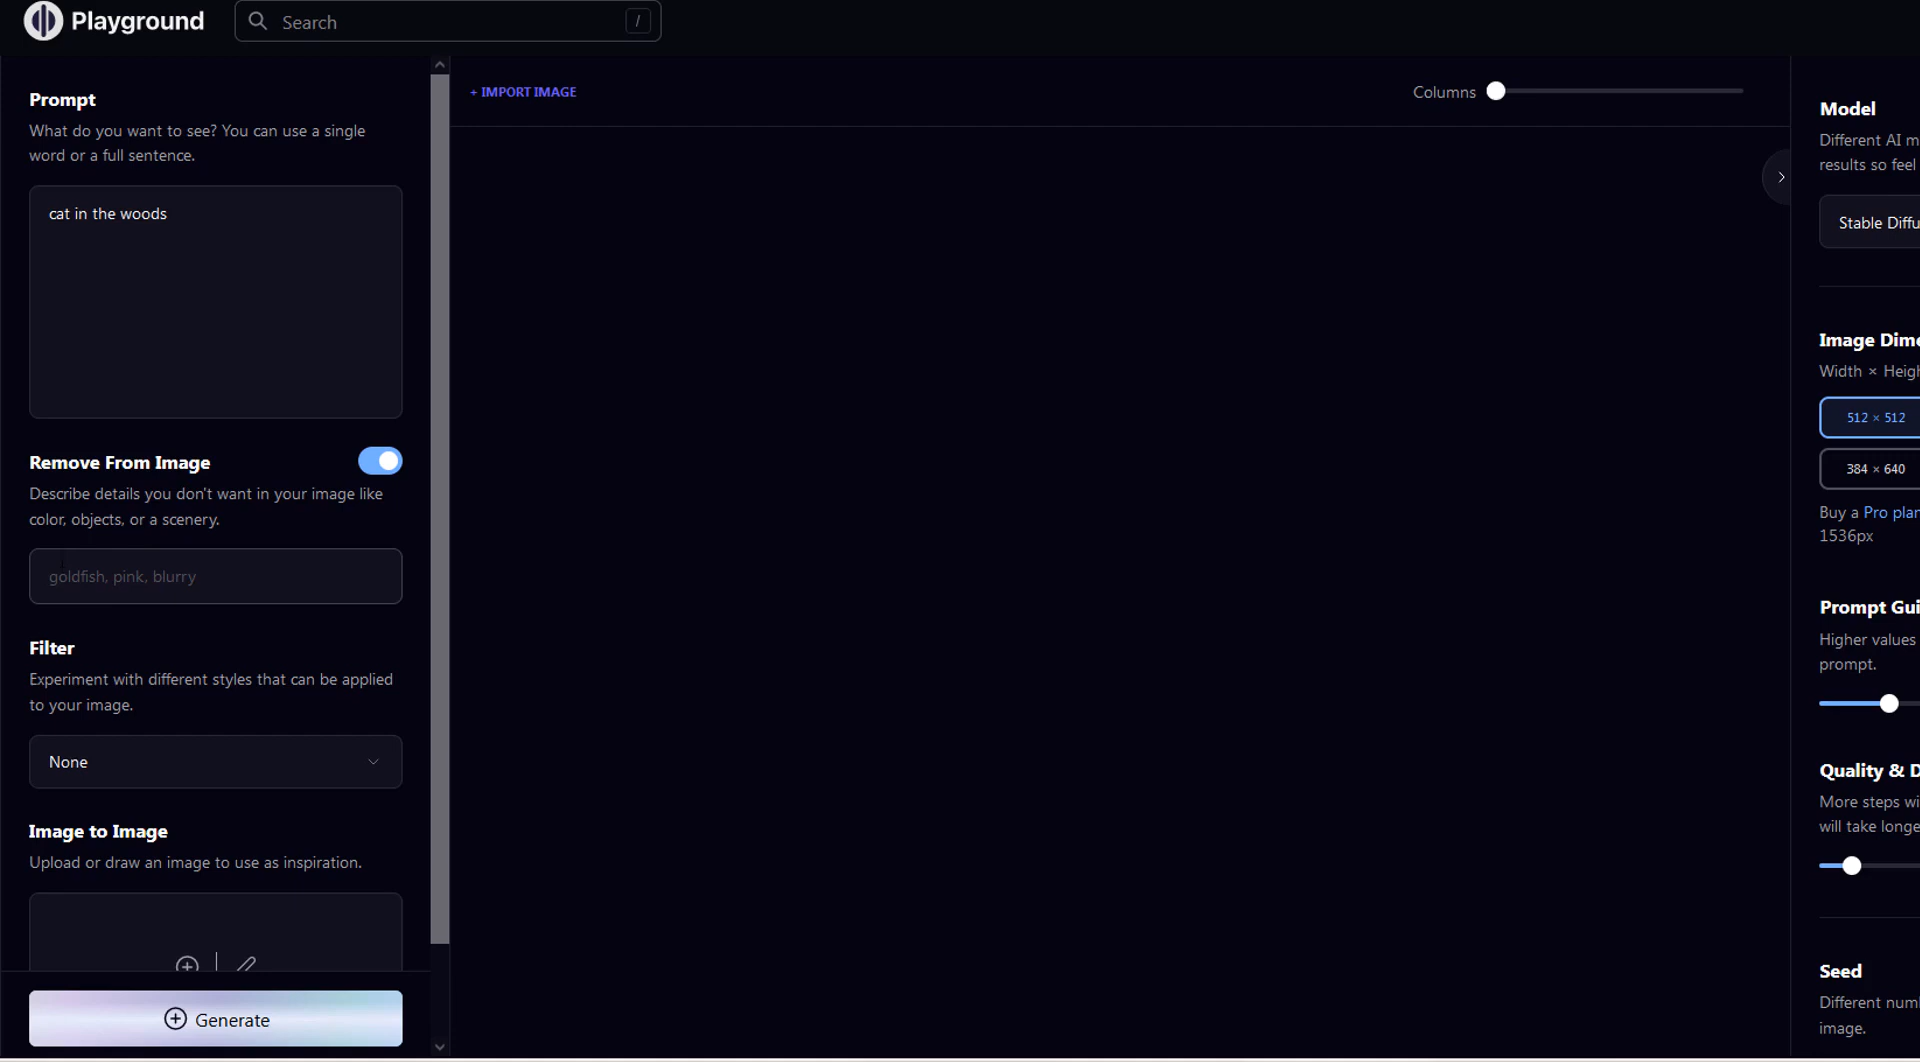 Playground
Search
/
Prompt
What do you want to see? You can use a single
word or a full sentence.
cat in the woods
Remove From Image
Describe details you don't want in your image like
color, objects, or a scenery.
goldfish, pink, blurry
Filter
Experiment with different styles that can be applied
to your image.
None
Image to Image
Upload or draw an image to use as inspiration.
Generate
+ IMPORT IMAGE
Columns
Model
Different AI m
results so feel
Stable Diffu
Image Dime
Width × Heigh
512 × 512
384 × 640
Buy a Pro plan
1536px
Prompt Gui
Higher values
prompt.
Quality & D
More steps wi
will take longe
Seed
Different num
image.